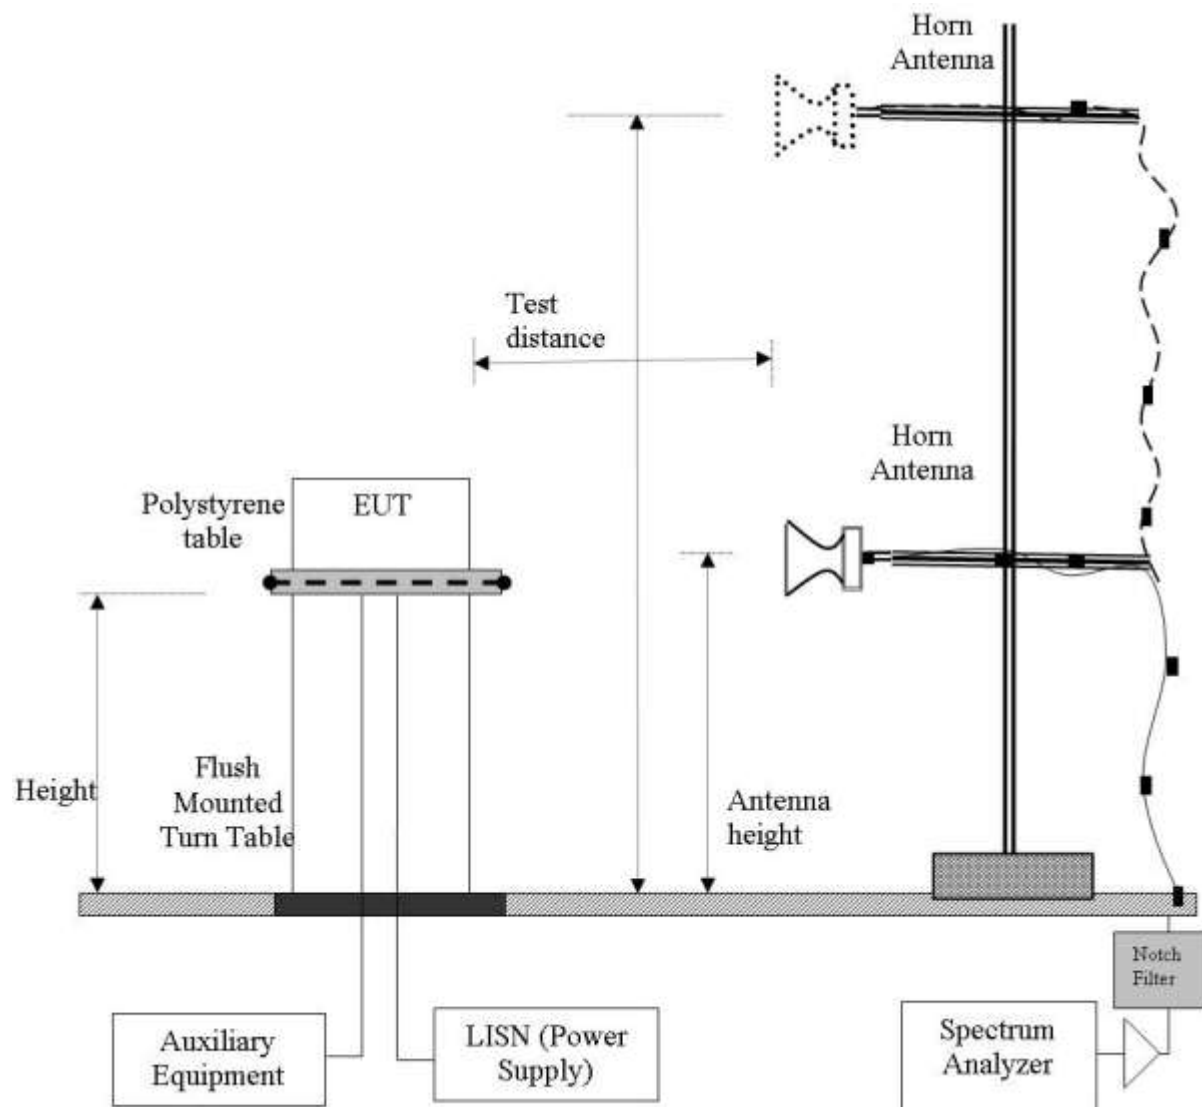 Horn
Antenna
Test
distance
Horn
Antenna
Polystyrene
table
EUT
Height
Flush
Mounted
Turn Table
Antenna
height
Notch
Filter
Auxiliary
Equipment
LISN (Power
Supply)
Spectrum
Analyzer